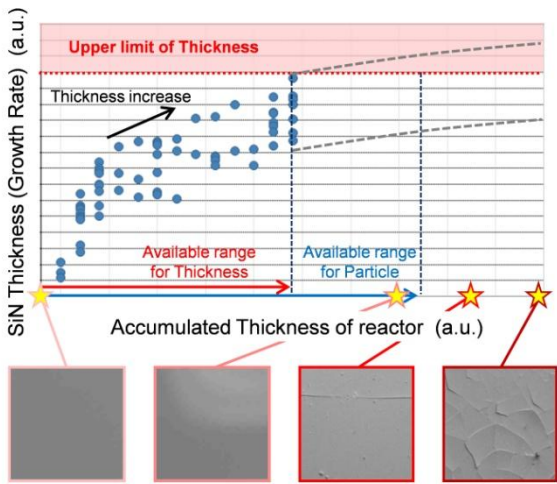 Upper limit of Thickness
Thickness increase
SiN Thickness (Growth Rate) (a.u.)
Available range
for Thickness
Available range
for Particle
Accumulated Thickness of reactor (a.u.)